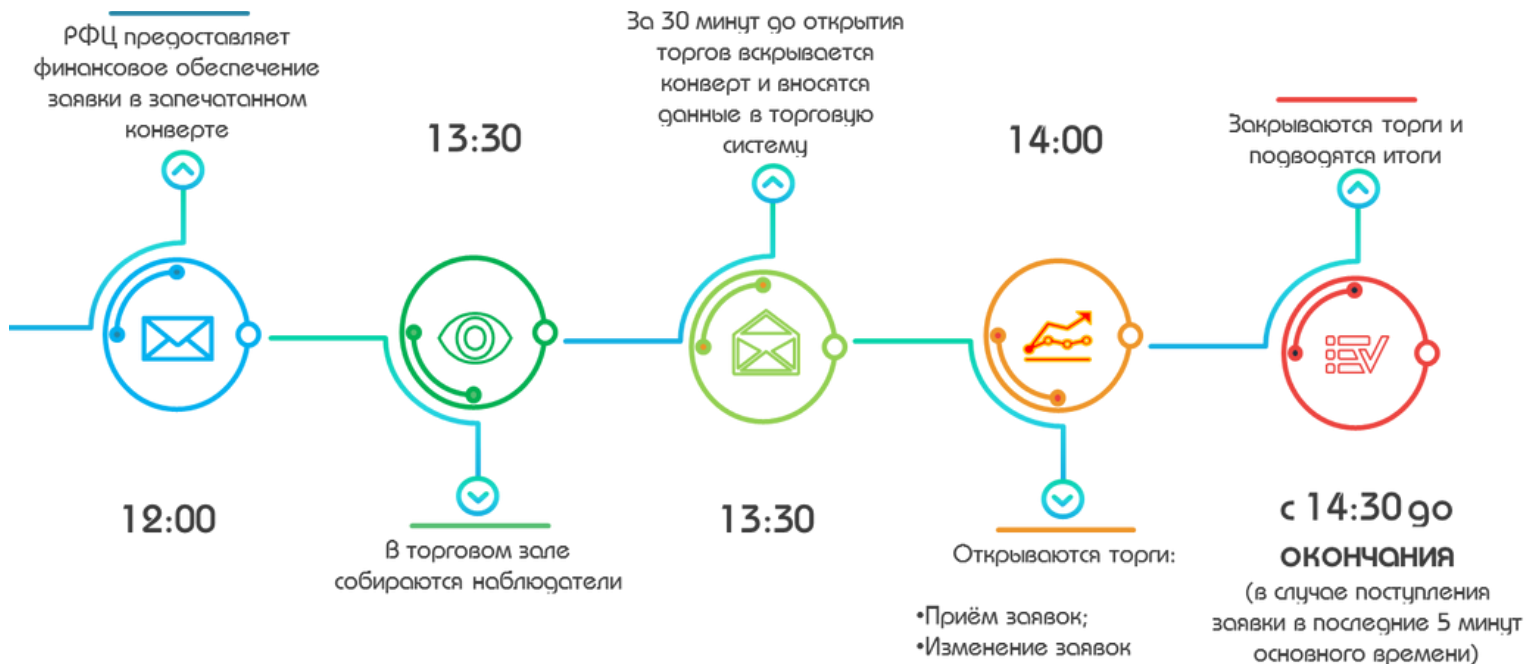 РФЦ предоставляет
финансовое обеспечение
заявки в запечатанном
конверте
12:00
13:30
В торговом зале
собираются наблюдатели
За 30 минут до открытия
торгов вскрывается
конверт и вносятся
данные в торговую
систему
13:30
14:00
Открываются торги:
•Приём заявок;
•Изменение заявок
Закрываются торги и
подводятся итоги
с 14:30 до
окончания
(в случае поступления
заявки в последние 5 минут
основного времени)